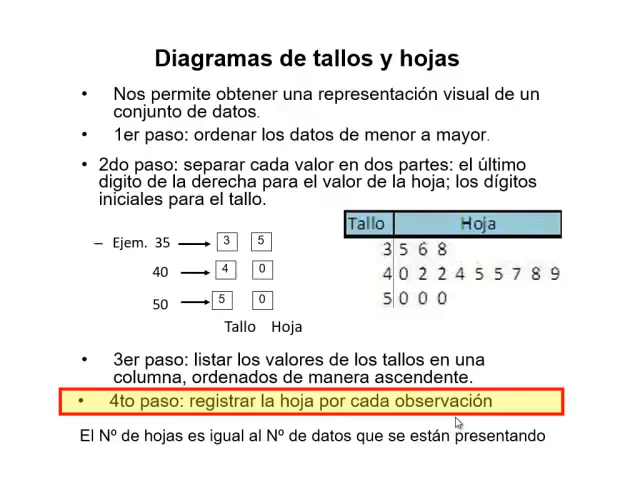 Diagramas de tallos y hojas
• Nos permite obtener una representación visual de un
conjunto de datos.
• 1er paso: ordenar los datos de menor a mayor.
• 2do paso: separar cada valor en dos partes: el último
digito de la derecha para el valor de la hoja; los dígitos
iniciales para el tallo.
– Ejem. 35 3 5
40 4 0
50 5 0
Tallo Hoja
Tallo Hoja
3 5 6 8
4 0 2 2 4 5 5 7 8 9
5 0 0 0
• 3er paso: listar los valores de los tallos en una
columna, ordenados de manera ascendente.
• 4to paso: registrar la hoja por cada observación
El Nº de hojas es igual al Nº de datos que se están presentando